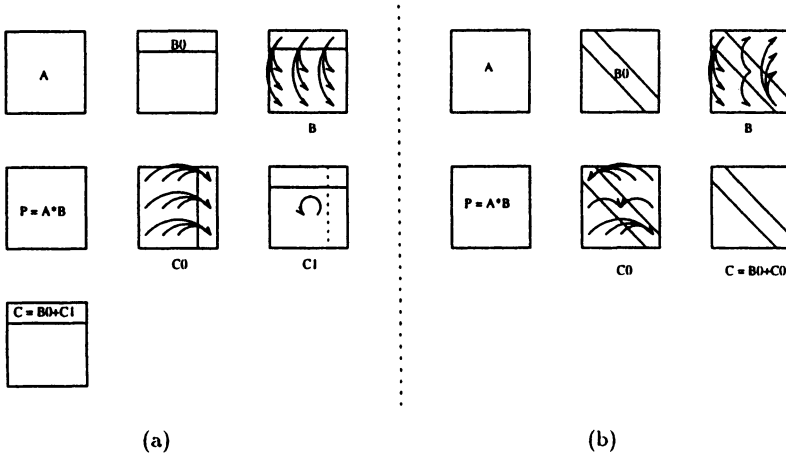 A
B0
B
P = A*B
C0
C1
C = B0+C1
(a)
A
B0
B
P = A*B
C0
C = B0+C0
(b)